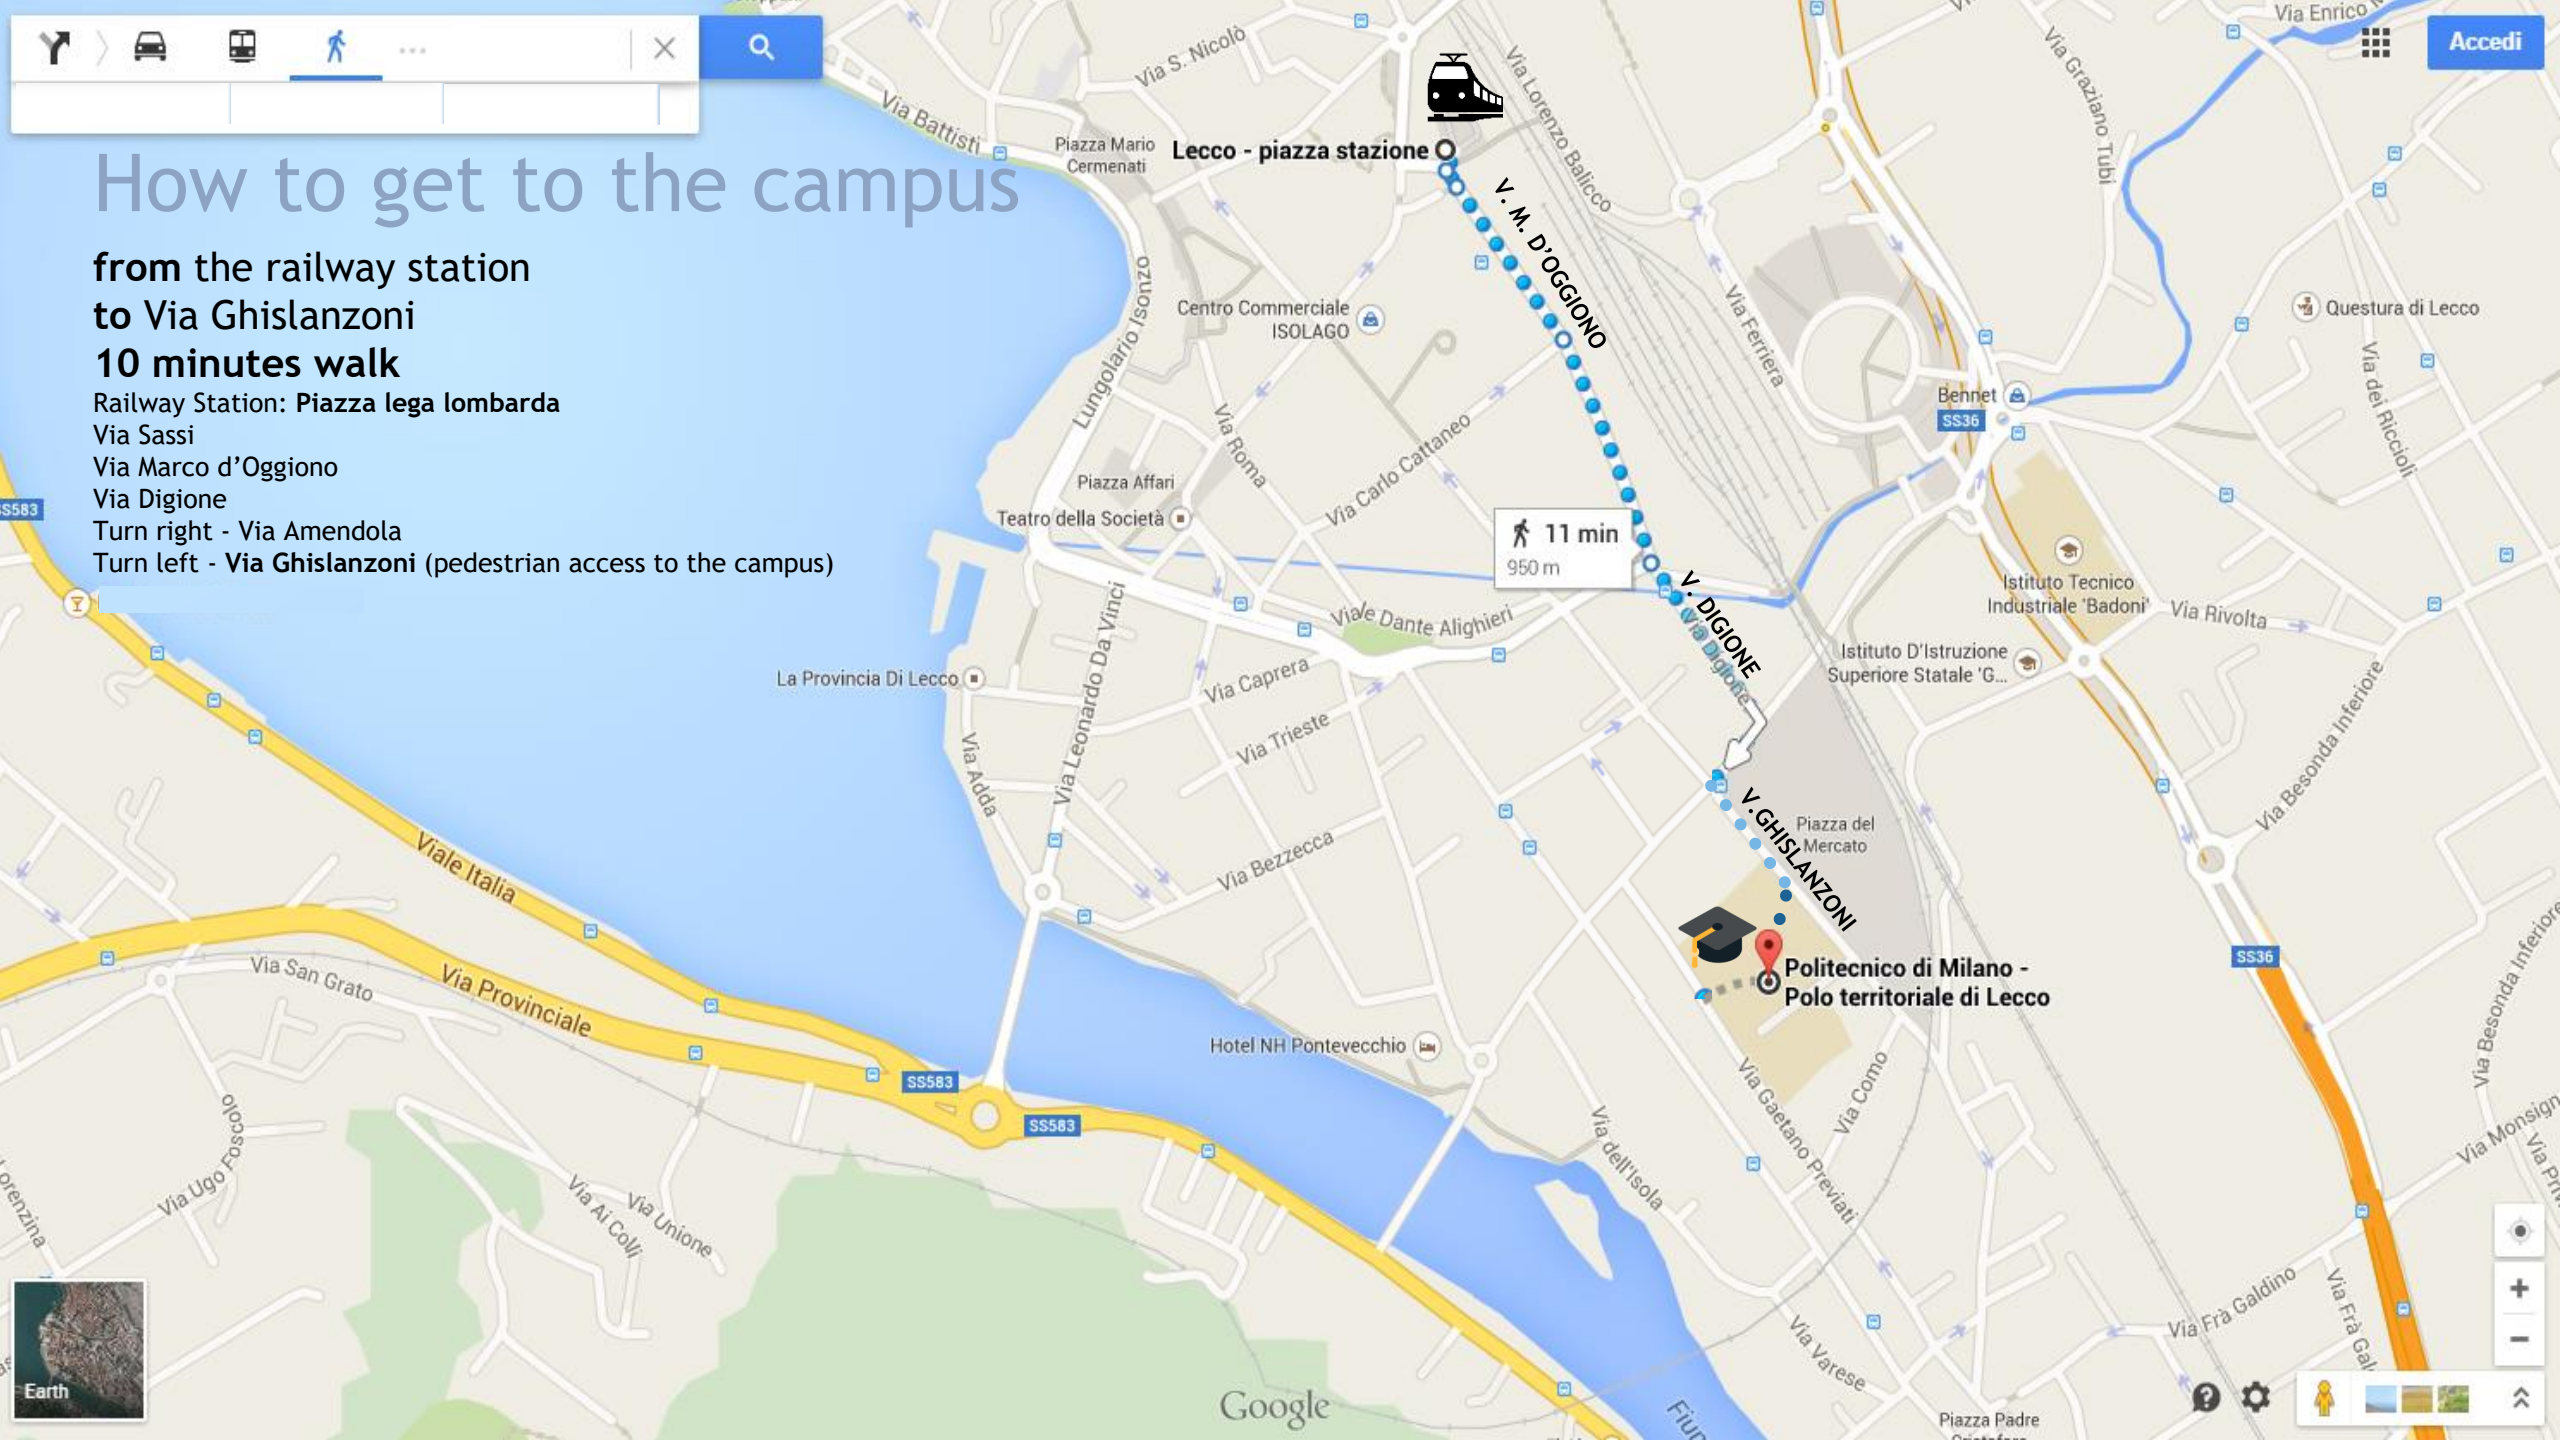 Accedi
How to get to the campus
from the railway station
to Via Ghislanzoni
10 minutes walk
Railway Station: Piazza lega lombarda
Via Sassi
Via Marco d'Oggiono
Via Digione
Turn right - Via Amendola
Turn left - Via Ghislanzoni (pedestrian access to the campus)
Via Enrico
Via S. Nicolò
Via Battisti
Piazza Mario
Cermenati
Lecco - piazza stazione
Via Lorenzo Balicco
Via Graziano Tubi
V. M. D'OGGIONO
Lungolario Isonzo
Centro Commerciale
ISOLAGO
Via Ferriera
Questura di Lecco
Via dei Riccioli
Bennet
SS36
Via Roma
Via Carlo Cattaneo
Piazza Affari
Teatro della Società
SS583
11 min
950 m
V. DIGIONE
Via Digione
Istituto Tecnico
Industriale 'Badoni'
Via Rivolta
Viale Dante Alighieri
Istituto D'Istruzione
Superiore Statale 'G...
La Provincia Di Lecco
Via Leonardo Da Vinci
Via Caprera
Via Trieste
Via Adda
Via Besonda Inferiore
V.GHISLANZONI
Piazza del
Mercato
Via Bezzecca
Viale Italia
Via San Grato
Via Provinciale
Politecnico di Milano -
Polo territoriale di Lecco
SS36
Via Besonda Inferiore
Hotel NH Pontevecchio
SS583
SS583
Via Gaetano Previati
Via Como
Via dell'Isola
Via Ugo Foscolo
Via Ai Colli
Via Unione
Via Monsign
Via Frà Galdino
Via Frà Gal
Via Varese
Earth
Google
Piazza Padre